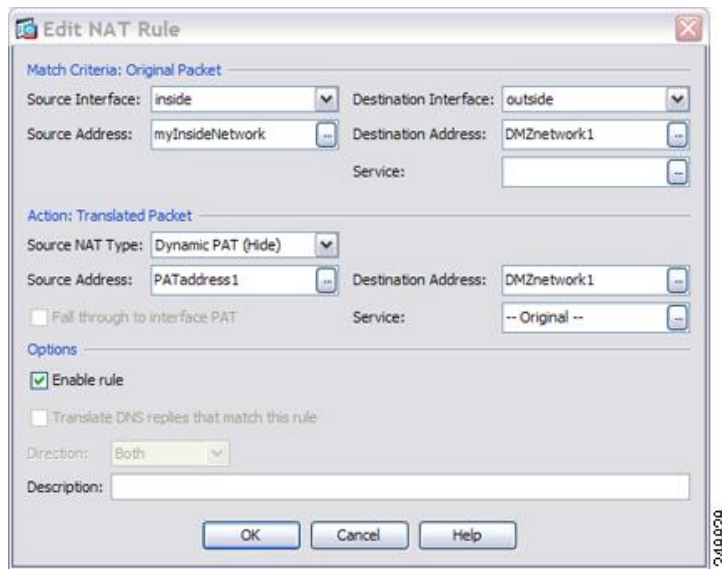 Edit NAT Rule
Match Criteria: Original Packet
Source Interface: inside Destination Interface: outside
Source Address: myInsideNetwork Destination Address: DMZnetwork1
Service:
Action: Translated Packet
Source NAT Type: Dynamic PAT (Hide)
Source Address: PATaddress1 Destination Address: DMZnetwork1
Fall through to interface PAT Service: -- Original --
Options
Enable rule
Translate DNS replies that match this rule
Direction: Both
Description:
OK Cancel Help
248829